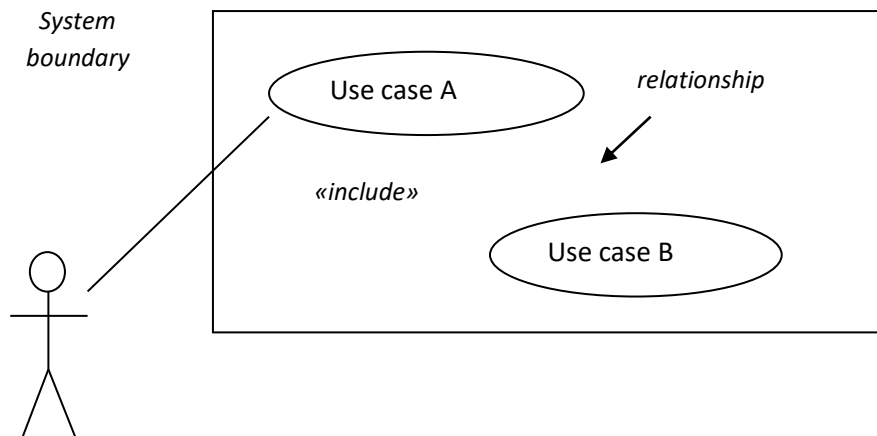 System
boundary
Use case A
relationship
«include»
Use case B